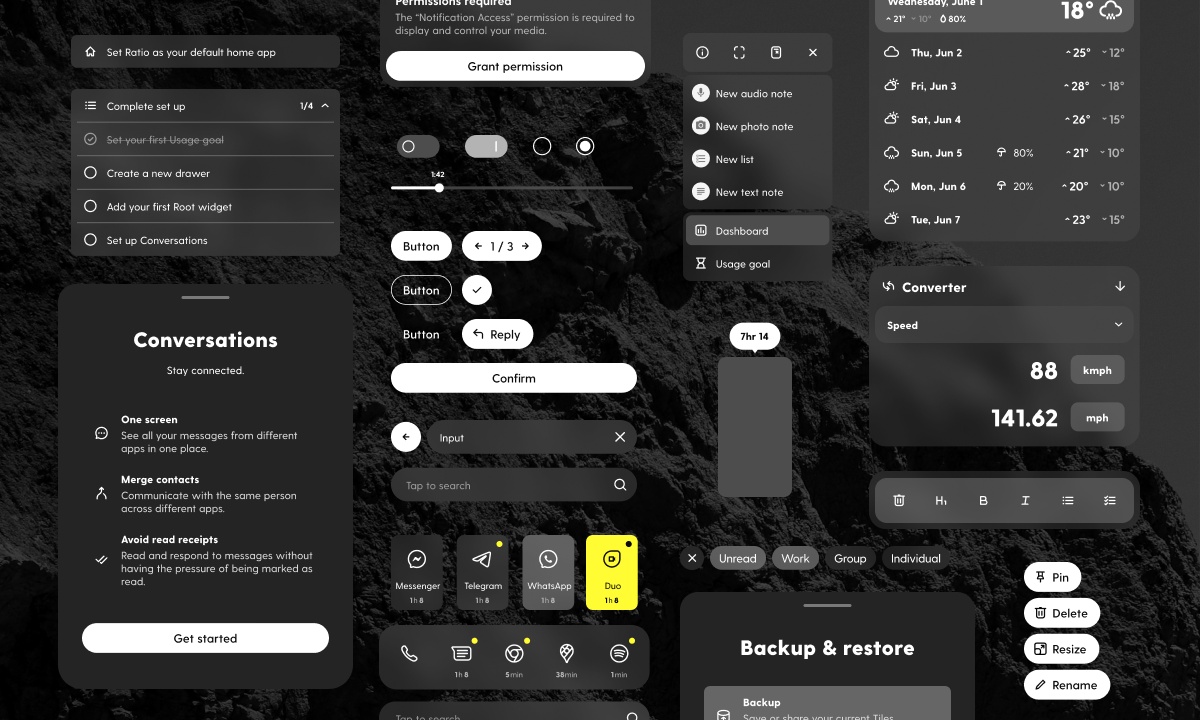 Set Ratio as your default home app
Complete set up
1/4
Set your first Usage goal
Create a new drawer
Add your first Root widget
Set up Conversations
Conversations
Stay connected.
One screen
See all your messages from different
apps in one place.
Merge contacts
Communicate with the same person
across different apps.
Avoid read receipts
Read and respond to messages without
having the pressure of being marked as
read.
Get started
Permissions required
The “Notification Access” permission is required to
display and control your media.
Grant permission
1:42
Button
1 / 3
Button
Button
Reply
Confirm
Input
Tap to search
Messenger
1h 8
Telegram
1h 8
WhatsApp
1h 8
Duo
1h 8
1h 8
5min
38min
1min
Tap to search
New audio note
New photo note
New list
New text note
Dashboard
Usage goal
7hr 14
Unread
Work
Group
Individual
Backup & restore
Backup
Save or share your current Tiles
Wednesday, June 1
21°
10°
80%
18°
Thu, Jun 2
25°
12°
Fri, Jun 3
28°
18°
Sat, Jun 4
26°
15°
Sun, Jun 5
80%
21°
10°
Mon, Jun 6
20%
20°
10°
Tue, Jun 7
23°
15°
Converter
Speed
88
kmph
141.62
mph
H1
B
I
Pin
Delete
Resize
Rename